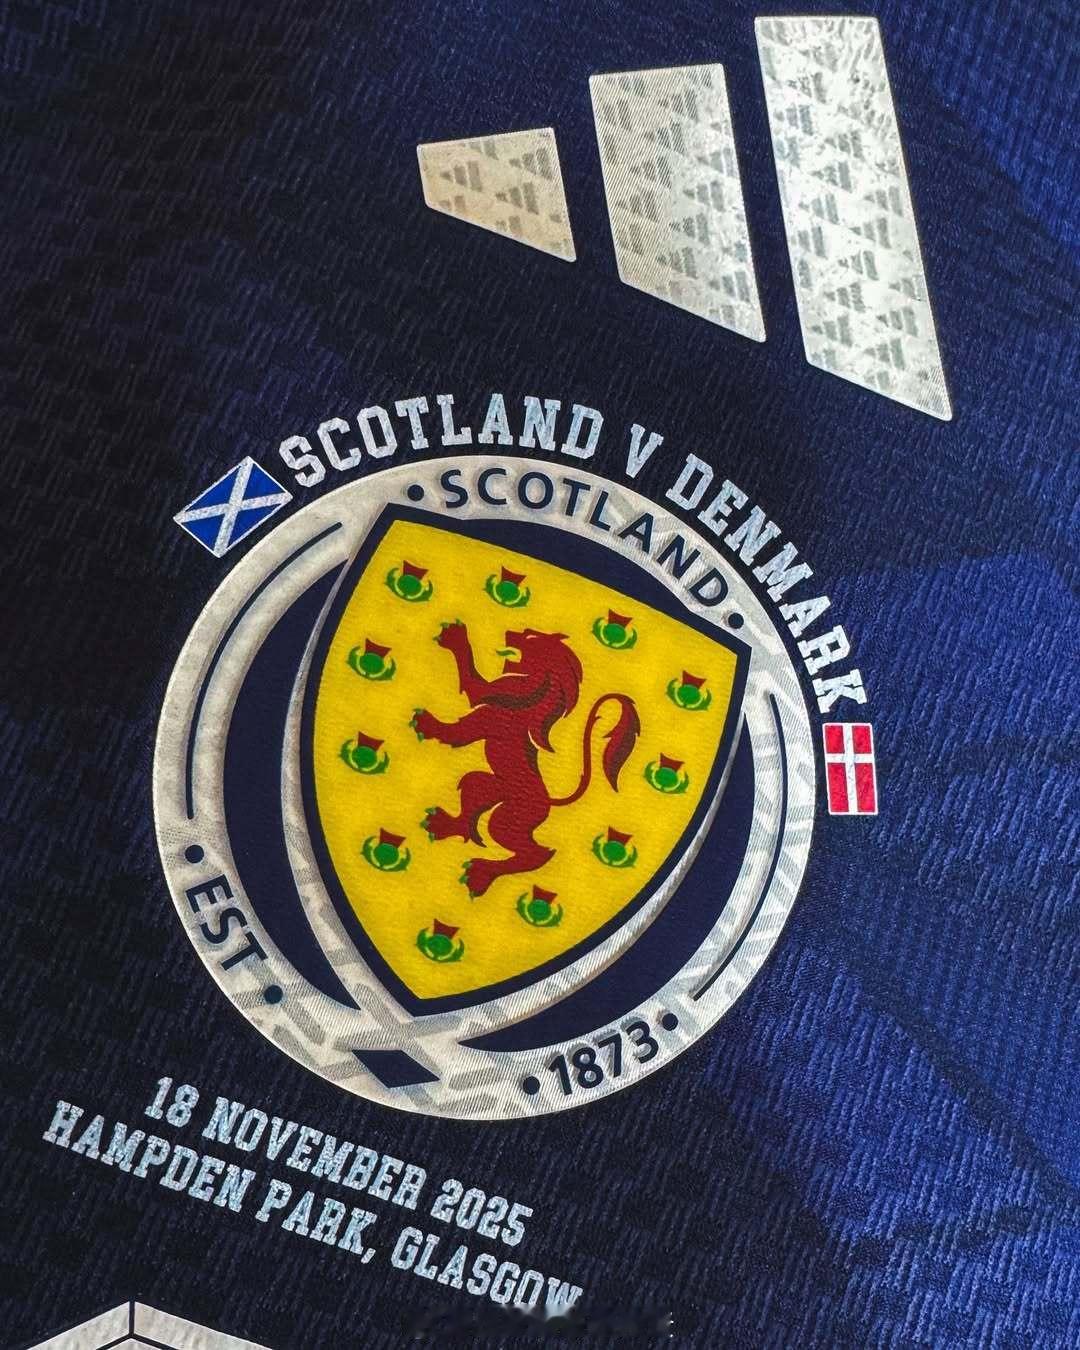 SCOTLAND V DENMARK
SCOTLAND
EST
1873
18 NOVEMBER 2025
HAMPDEN PARK, GLASGOW